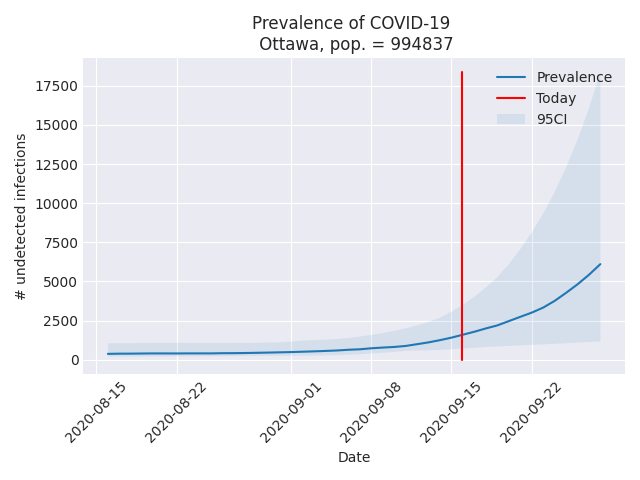 Prevalence of COVID-19
Ottawa, pop. = 994837
Prevalence
Today
95CI
17500
15000
12500
10000
7500
5000
2500
0
# undetected infections
2020-08-15
2020-08-22
2020-09-01
2020-09-08
2020-09-15
2020-09-22
Date